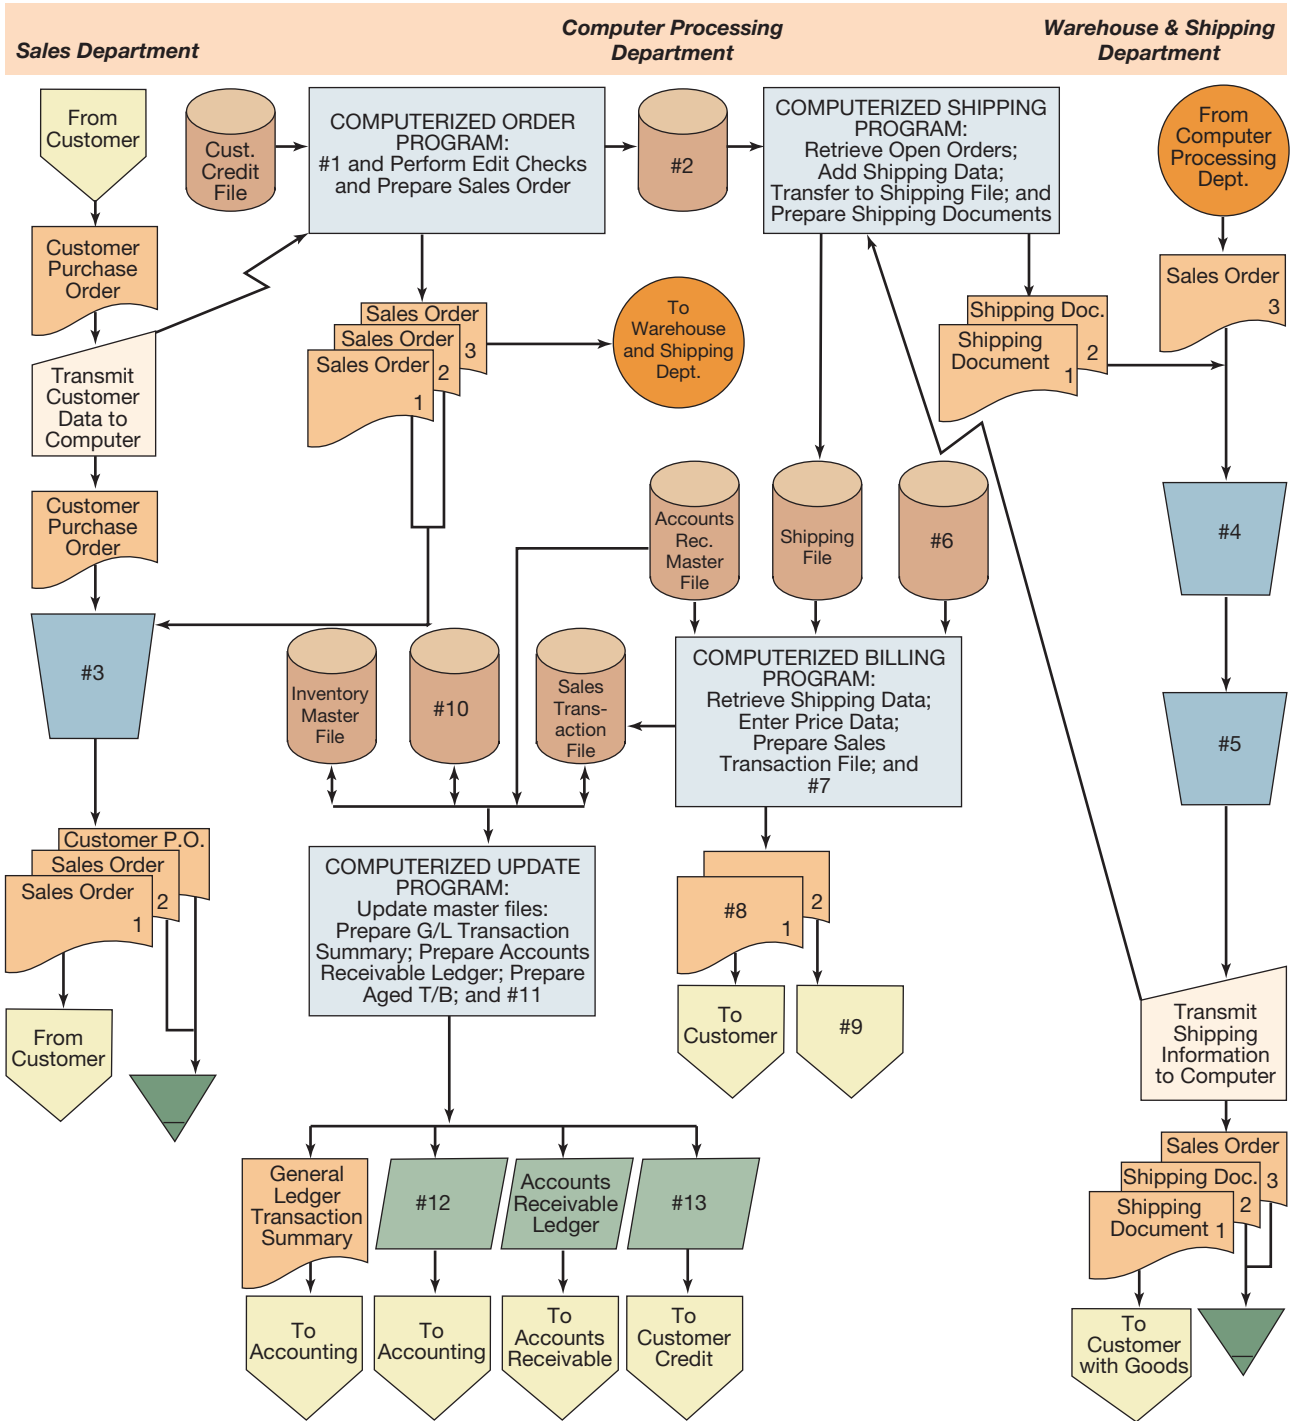 Sales Department
Computer Processing
Department
Warehouse & Shipping
Department
From
Customer
Cust.
Credit
File
COMPUTERIZED ORDER
PROGRAM:
#1 and Perform Edit Checks
and Prepare Sales Order
#2
COMPUTERIZED SHIPPING
PROGRAM:
Retrieve Open Orders;
Add Shipping Data;
Transfer to Shipping File; and
Prepare Shipping Documents
From
Computer
Processing
Dept.
Customer
Purchase
Order
Sales Order
3
Sales Order
3
Sales Order
2
Sales Order
1
To
Warehouse
and Shipping
Dept.
Shipping Doc.
2
Shipping
Document
1
Transmit
Customer
Data to
Computer
Customer
Purchase
Order
Accounts
Rec.
Master
File
Shipping
File
#6
#4
#3
Inventory
Master
File
#10
Sales
Trans-
action
File
COMPUTERIZED BILLING
PROGRAM:
Retrieve Shipping Data;
Enter Price Data;
Prepare Sales
Transaction File; and
#7
#5
Customer P.O.
Sales Order
2
Sales Order
1
COMPUTERIZED UPDATE
PROGRAM:
Update master files:
Prepare G/L Transaction
Summary; Prepare Accounts
Receivable Ledger; Prepare
Aged T/B; and #11
2
#8
1
From
Customer
To
Customer
#9
Transmit
Shipping
Information
to Computer
General
Ledger
Transaction
Summary
#12
Accounts
Receivable
Ledger
#13
Sales Order
3
Shipping Doc.
2
Shipping
Document 1
To
Accounting
To
Accounting
To
Accounts
Receivable
To
Customer
Credit
To
Customer
with Goods